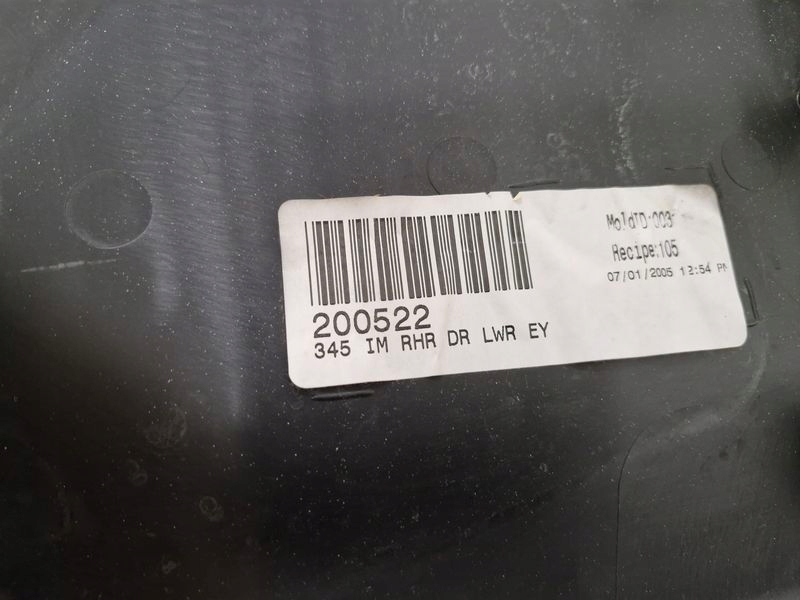 200522
345 IM RHR DR LWR EY
MoldID:003
Recipe:105
07/01/2005 12:54 PM